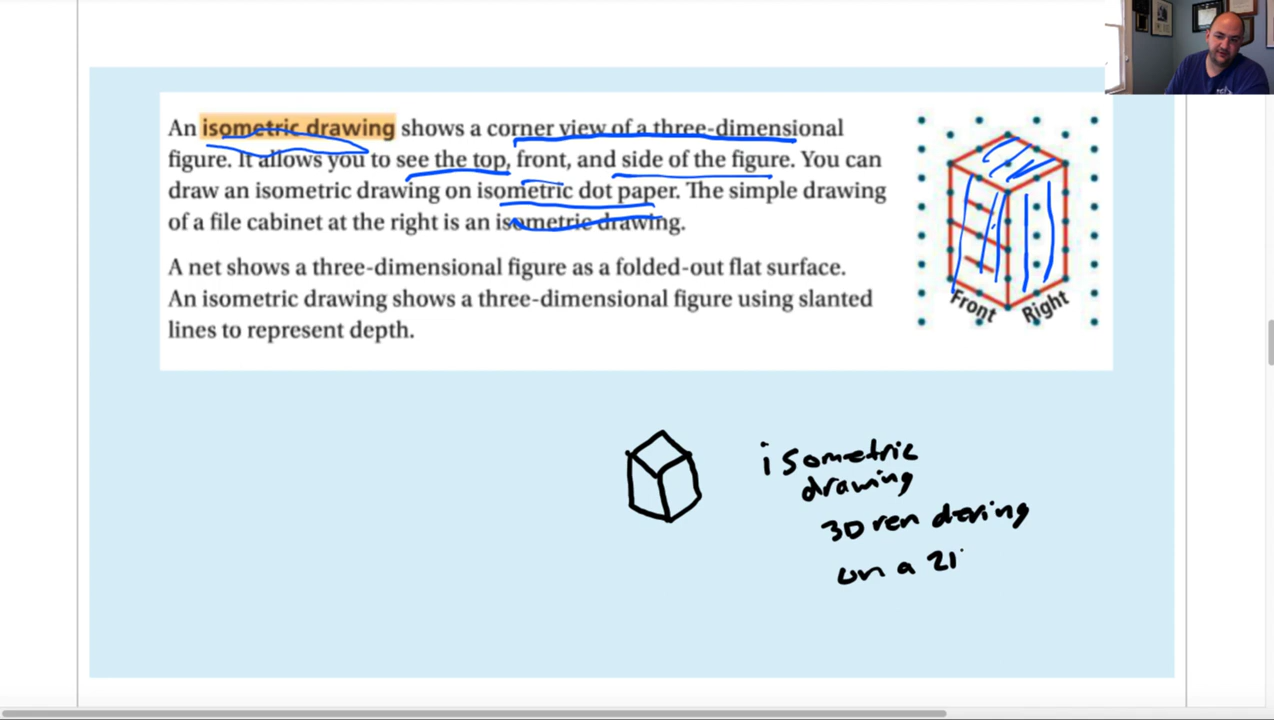 An isometric drawing shows a corner view of a three-dimensional
figure. It allows you to see the top, front, and side of the figure. You can
draw an isometric drawing on isometric dot paper. The simple drawing
of a file cabinet at the right is an isometric drawing.
A net shows a three-dimensional figure as a folded-out flat surface.
An isometric drawing shows a three-dimensional figure using slanted
lines to represent depth.
Front Right
isometric
drawing
3D rendering
on a 2